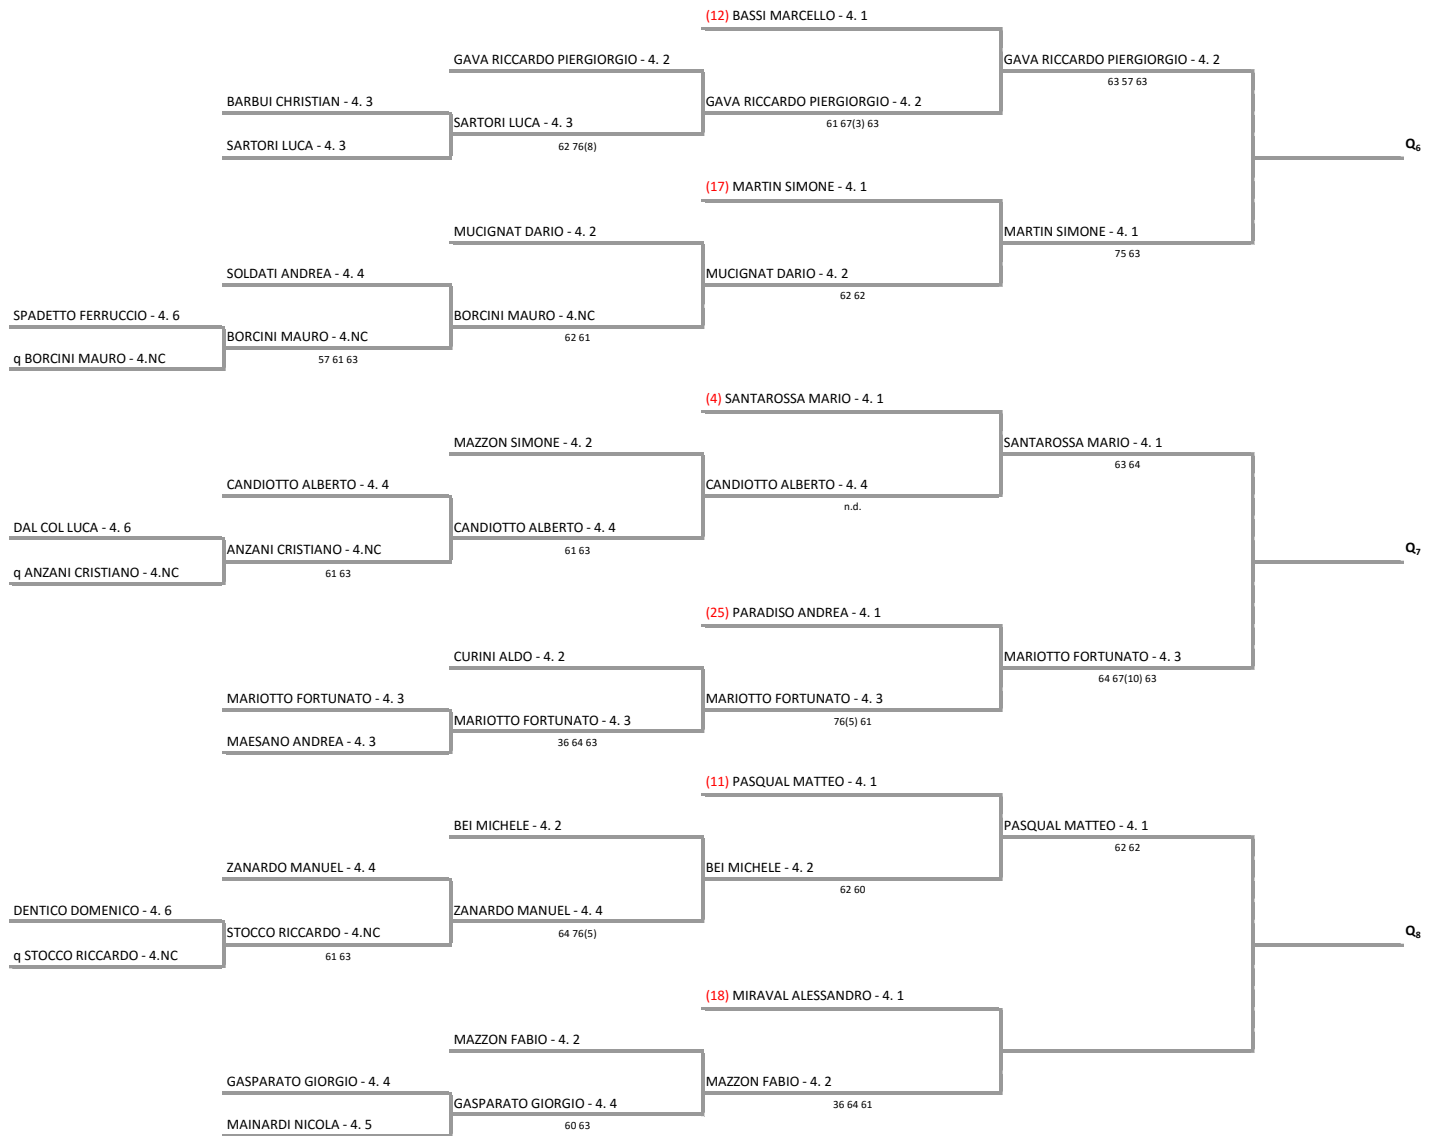 (12) BASSI MARCELLO - 4. 1
GAVA RICCARDO PIERGIORGIO - 4. 2
GAVA RICCARDO PIERGIORGIO - 4. 2
63 57 63
BARBUI CHRISTIAN - 4. 3
GAVA RICCARDO PIERGIORGIO - 4. 2
61 67(3) 63
SARTORI LUCA - 4. 3
62 76(8)
SARTORI LUCA - 4. 3
Q6
(17) MARTIN SIMONE - 4. 1
MUCIGNAT DARIO - 4. 2
MARTIN SIMONE - 4. 1
75 63
SOLDATI ANDREA - 4. 4
MUCIGNAT DARIO - 4. 2
62 62
SPADETTO FERRUCCIO - 4. 6
BORCINI MAURO - 4.NC
62 61
BORCINI MAURO - 4.NC
57 61 63
q BORCINI MAURO - 4.NC
(4) SANTAROSSA MARIO - 4. 1
MAZZON SIMONE - 4. 2
SANTAROSSA MARIO - 4. 1
63 64
CANDIOTTO ALBERTO - 4. 4
CANDIOTTO ALBERTO - 4. 4
n.d.
DAL COL LUCA - 4. 6
CANDIOTTO ALBERTO - 4. 4
61 63
ANZANI CRISTIANO - 4.NC
61 63
Q7
q ANZANI CRISTIANO - 4.NC
(25) PARADISO ANDREA - 4. 1
CURINI ALDO - 4. 2
MARIOTTO FORTUNATO - 4. 3
64 67(10) 63
MARIOTTO FORTUNATO - 4. 3
MARIOTTO FORTUNATO - 4. 3
76(5) 61
MARIOTTO FORTUNATO - 4. 3
36 64 63
MAESANO ANDREA - 4. 3
(11) PASQUAL MATTEO - 4. 1
BEI MICHELE - 4. 2
PASQUAL MATTEO - 4. 1
62 62
ZANARDO MANUEL - 4. 4
BEI MICHELE - 4. 2
62 60
DENTICO DOMENICO - 4. 6
ZANARDO MANUEL - 4. 4
64 76(5)
STOCCO RICCARDO - 4.NC
61 63
Q8
q STOCCO RICCARDO - 4.NC
(18) MIRAVAL ALESSANDRO - 4. 1
MAZZON FABIO - 4. 2
GASPARATO GIORGIO - 4. 4
MAZZON FABIO - 4. 2
36 64 61
GASPARATO GIORGIO - 4. 4
60 63
MAINARDI NICOLA - 4. 5